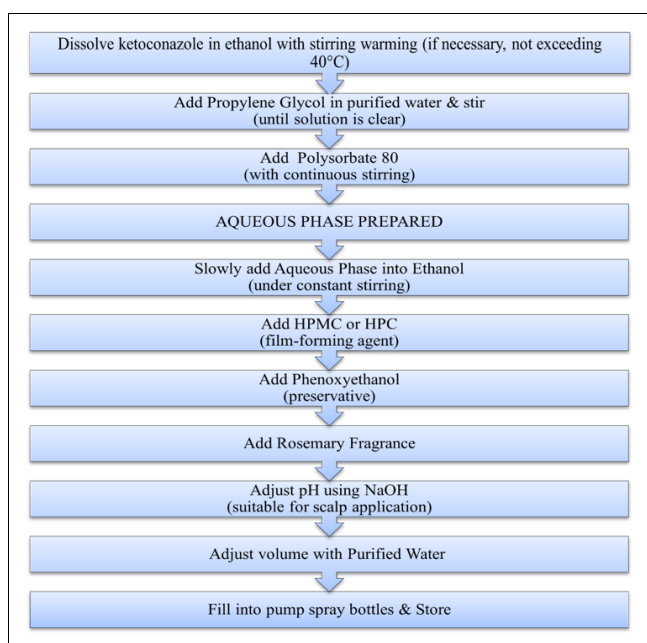 Dissolve ketoconazole in ethanol with stirring warming (if necessary, not exceeding
40°C)
Add Propylene Glycol in purified water & stir
(until solution is clear)
Add Polysorbate 80
(with continuous stirring)
AQUEOUS PHASE PREPARED
Slowly add Aqueous Phase into Ethanol
(under constant stirring)
Add HPMC or HPC
(film-forming agent)
Add Phenoxyethanol
(preservative)
Add Rosemary Fragrance
Adjust pH using NaOH
(suitable for scalp application)
Adjust volume with Purified Water
Fill into pump spray bottles & Store